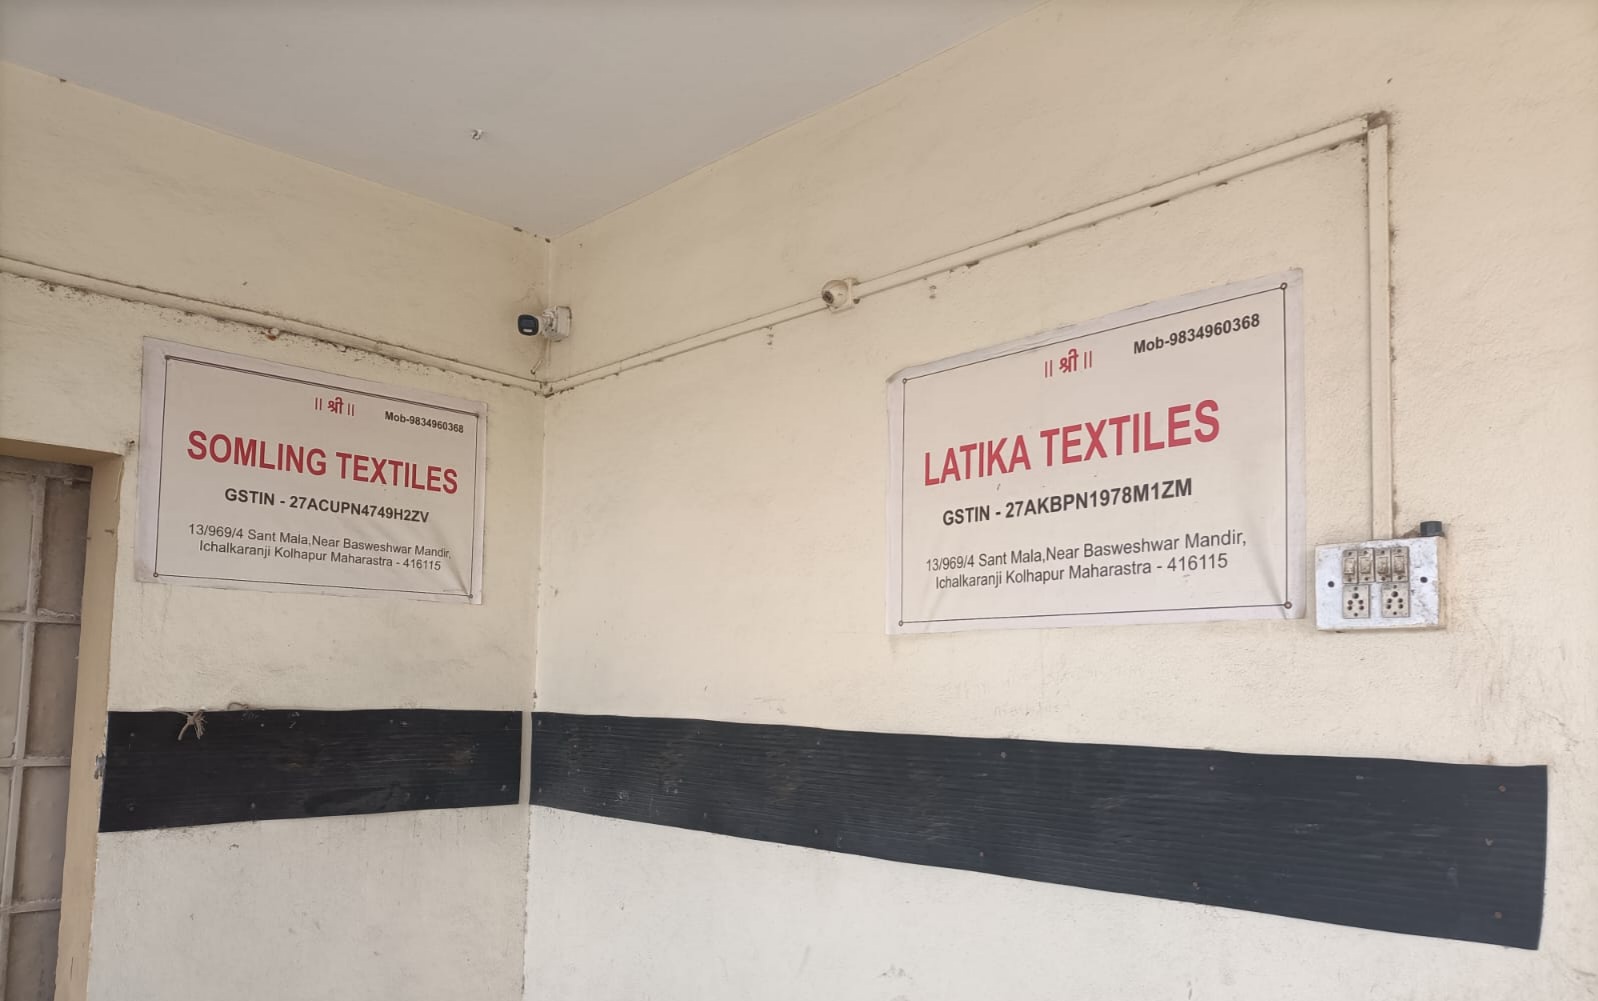 ॥ श्री ॥
Mob-9834960368
SOMLING TEXTILES
GSTIN - 27ACUPN4749H2ZV
13/969/4 Sant Mala,Near Basweshwar Mandir,
Ichalkaranji Kolhapur Maharastra - 416115
॥ श्री ॥
Mob-9834960368
LATIKA TEXTILES
GSTIN - 27AKBPN1978M1ZM
13/969/4 Sant Mala,Near Basweshwar Mandir,
Ichalkaranji Kolhapur Maharastra - 416115